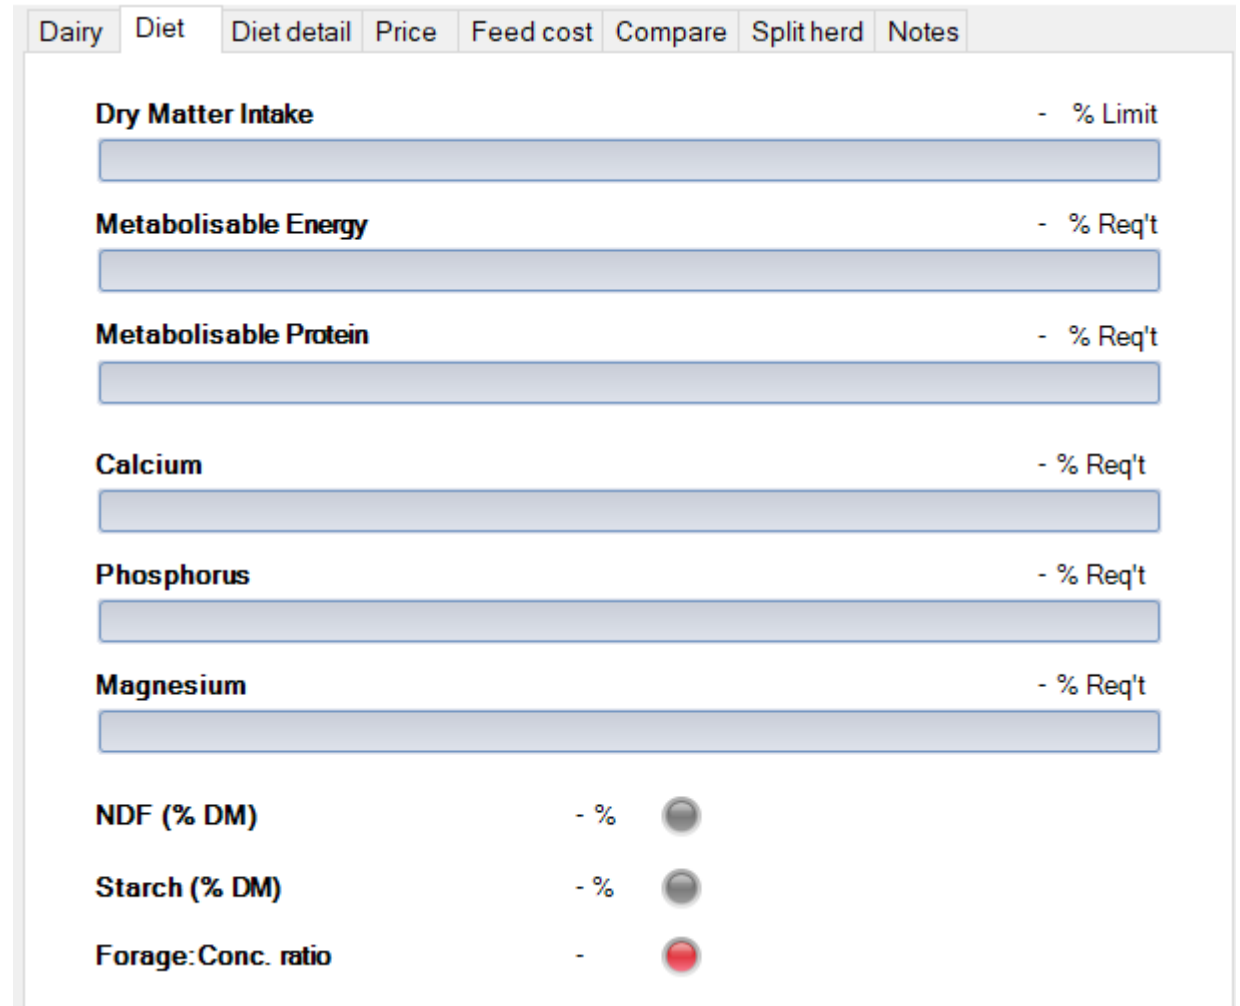 Dairy Diet Diet detail Price Feed cost Compare Split herd Notes
Dry Matter Intake - % Limit
Metabolisable Energy - % Req't
Metabolisable Protein - % Req't
Calcium - % Req't
Phosphorus - % Req't
Magnesium - % Req't
NDF (% DM) - %
Starch (% DM) - %
Forage:Conc. ratio -